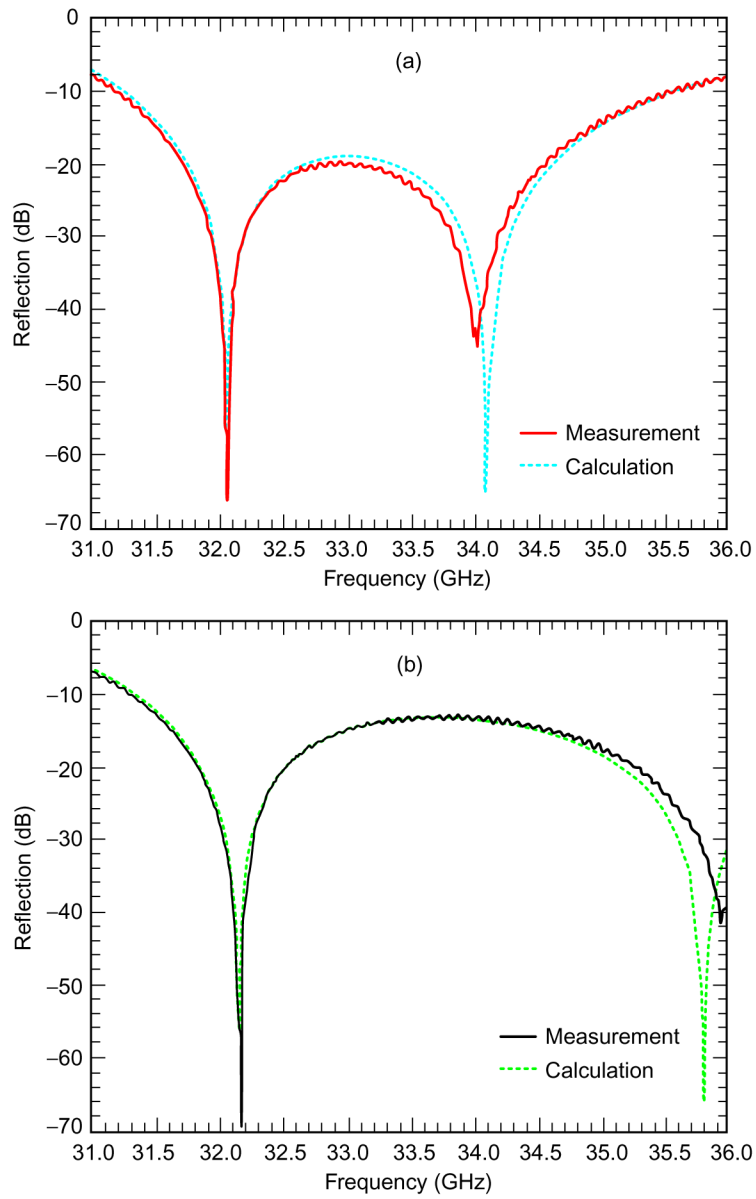 (a)
0
–10
–20
–30
–40
–50
–60
–70
Reflection (dB)
Measurement
Calculation
31.0 31.5 32.0 32.5 33.0 33.5 34.0 34.5 35.0 35.5 36.0
Frequency (GHz)
(b)
0
–10
–20
–30
–40
–50
–60
–70
Reflection (dB)
Measurement
Calculation
31.0 31.5 32.0 32.5 33.0 33.5 34.0 34.5 35.0 35.5 36.0
Frequency (GHz)